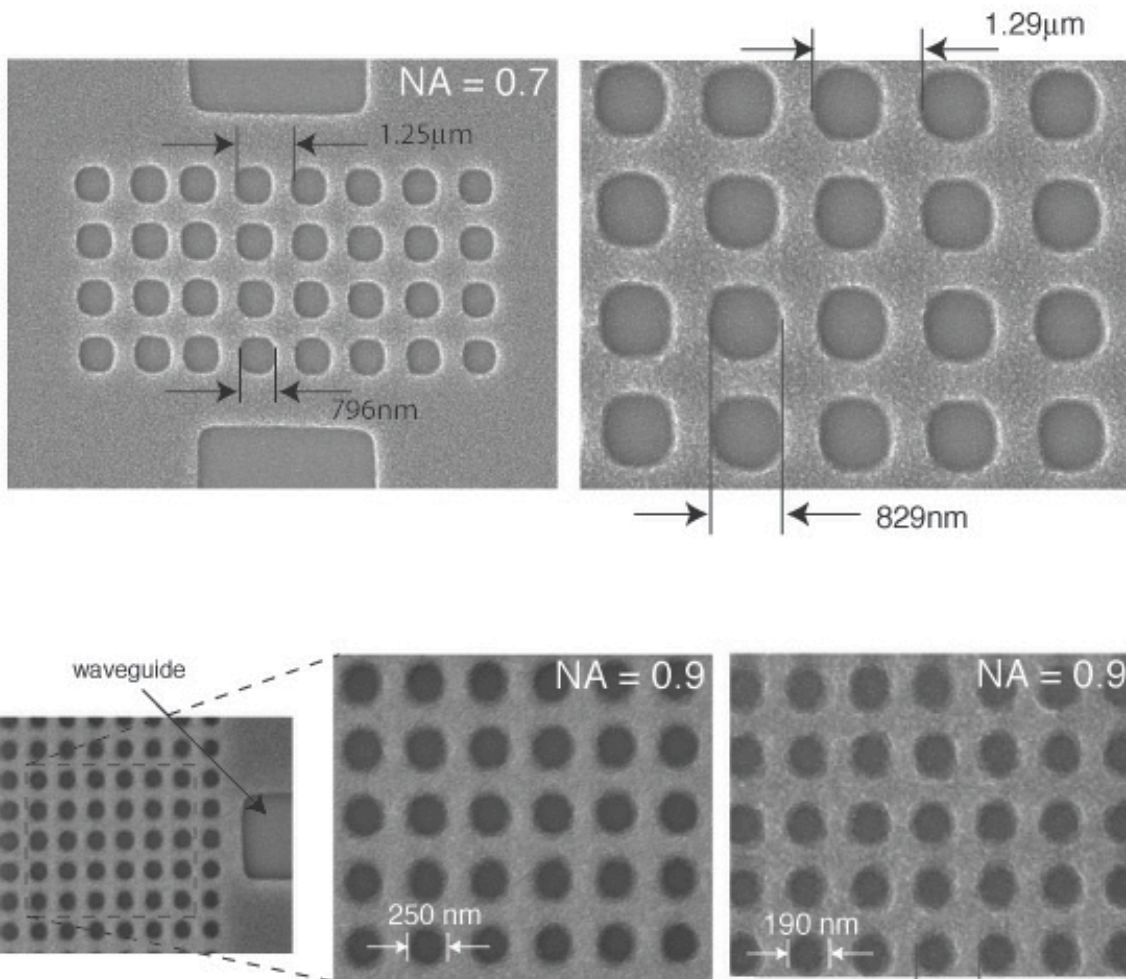 1.29μm
NA = 0.7
1.25μm
796nm
829nm
waveguide
NA = 0.9
NA = 0.9
250 nm
190 nm